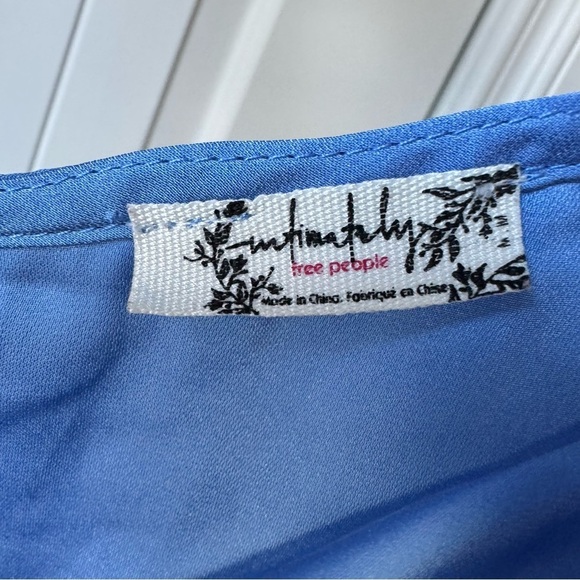 intimately
free people
Made in China. Fabriqué en Chine